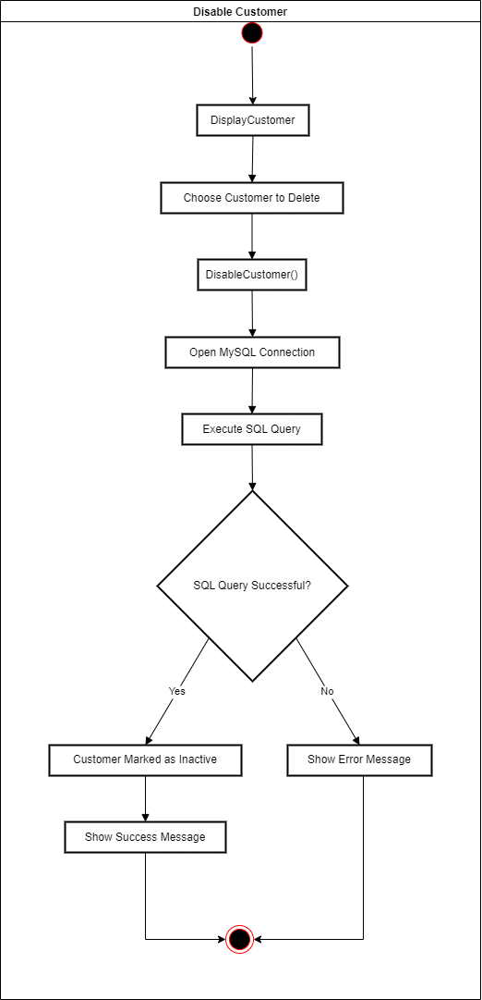 Disable Customer
DisplayCustomer
Choose Customer to Delete
DisableCustomer()
Open MySQL Connection
Execute SQL Query
SQL Query Successful?
Yes
No
Customer Marked as Inactive
Show Error Message
Show Success Message